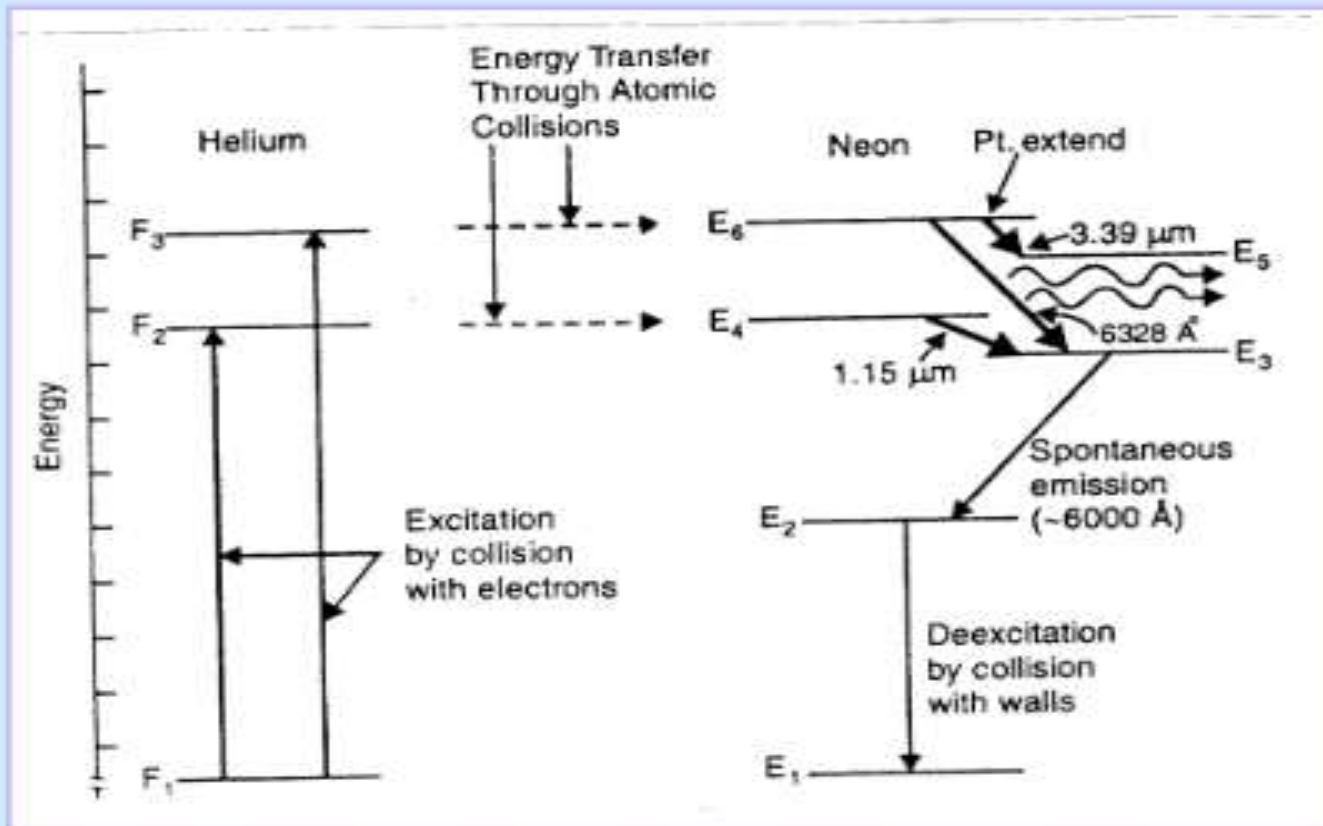 Energy Transfer
Through Atomic
Collisions
Helium
Neon
Pt. extend
F₃
E₆
3.39 μm
E₅
F₂
E₄
6328 Å
E₃
1.15 μm
Energy
Spontaneous
emission
(~6000 Å)
Excitation
by collision
with electrons
E₂
Deexcitation
by collision
with walls
F₁
E₁